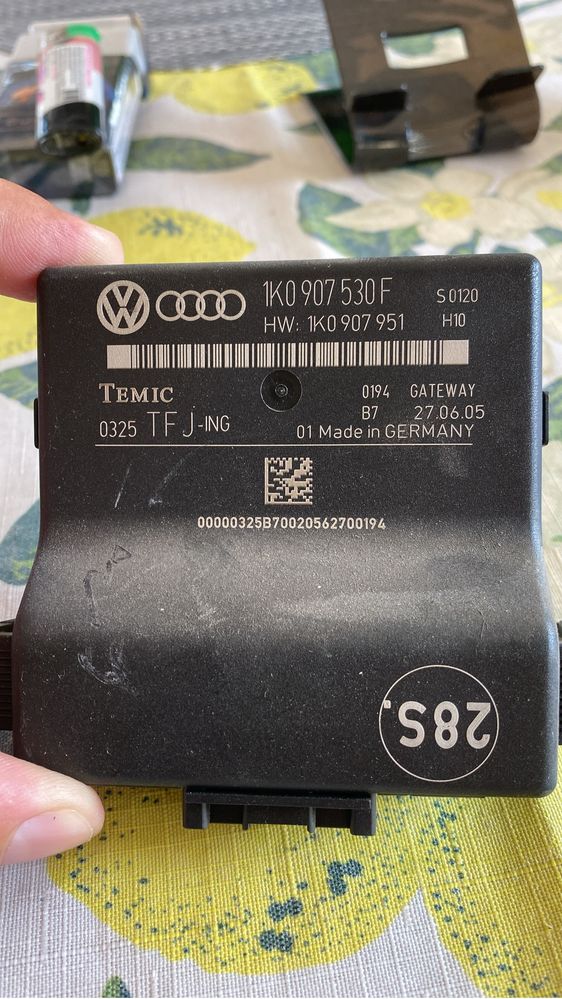 1K0 907 530 F
S 0120
HW: 1K0 907 951
H10
TEMIC
0194 GATEWAY
B7 27.06.05
0325 TFJ-ING
01 Made in GERMANY
00000325B70020562700194
28S.